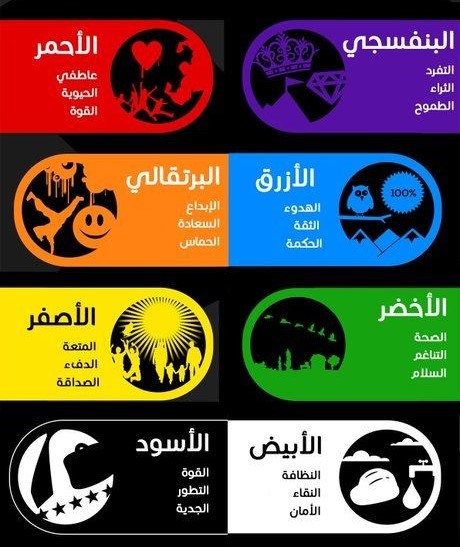 البنفسجي
التفرد
الثراء
الطموح
الأحمر
عاطفي
الحيوية
القوة
الأزرق
الهدوء
الثقة
الحكمة
100%
البرتقالي
الإبداع
السعادة
الحماس
الأخضر
الصحة
التناغم
السلام
الأصفر
المتعة
الدفء
الصداقة
الأبيض
النظافة
النقاء
الأمان
الأسود
القوة
التطور
الجدية